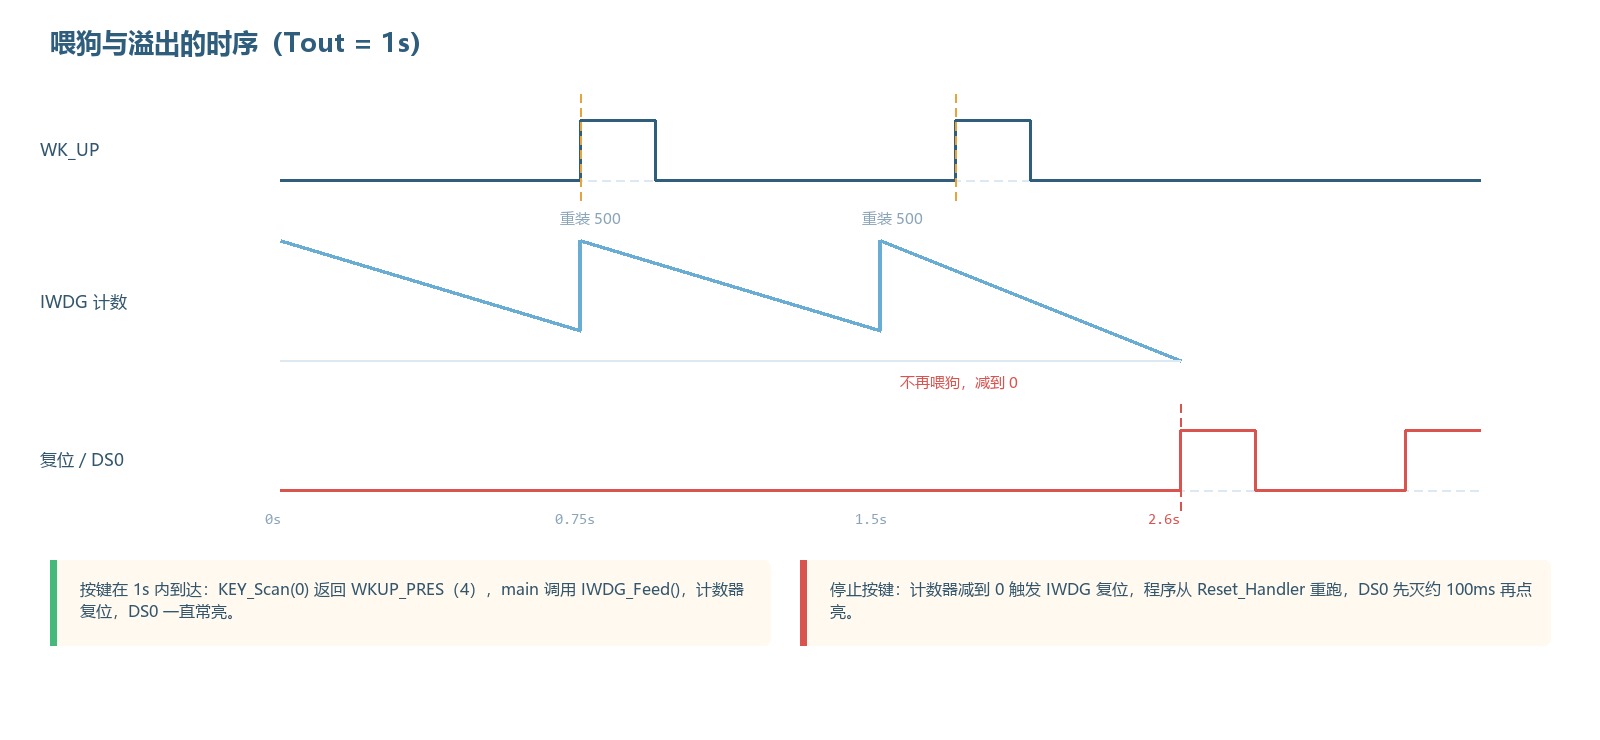 喂狗与溢出的时序（Tout = 1s）
WK_UP
重装 500
重装 500
IWDG 计数
不再喂狗，减到 0
复位 / DS0
0s
0.75s
1.5s
2.6s
按键在 1s 内到达：KEY_Scan(0) 返回 WKUP_PRES（4）, main 调用 IWDG_Feed()，计数器
复位，DS0 一直常亮。
停止按键：计数器减到 0 触发 IWDG 复位，程序从 Reset_Handler 重跑，DS0 先灭约 100ms 再点
亮。